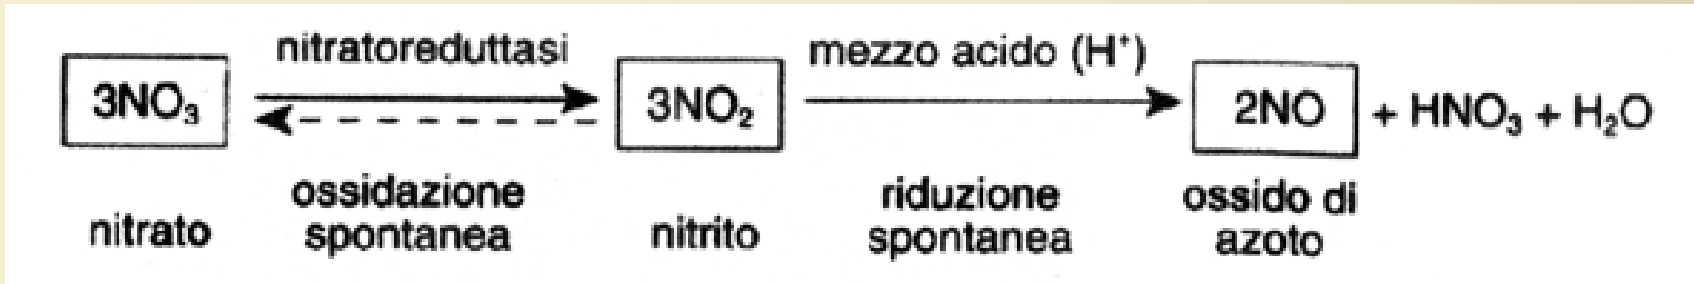 nitratoreduttasi
mezzo acido (H⁺)
3NO₃
3NO₂
2NO + HNO₃ + H₂O
ossidazione spontanea
riduzione spontanea
nitrato
nitrito
ossido di azoto